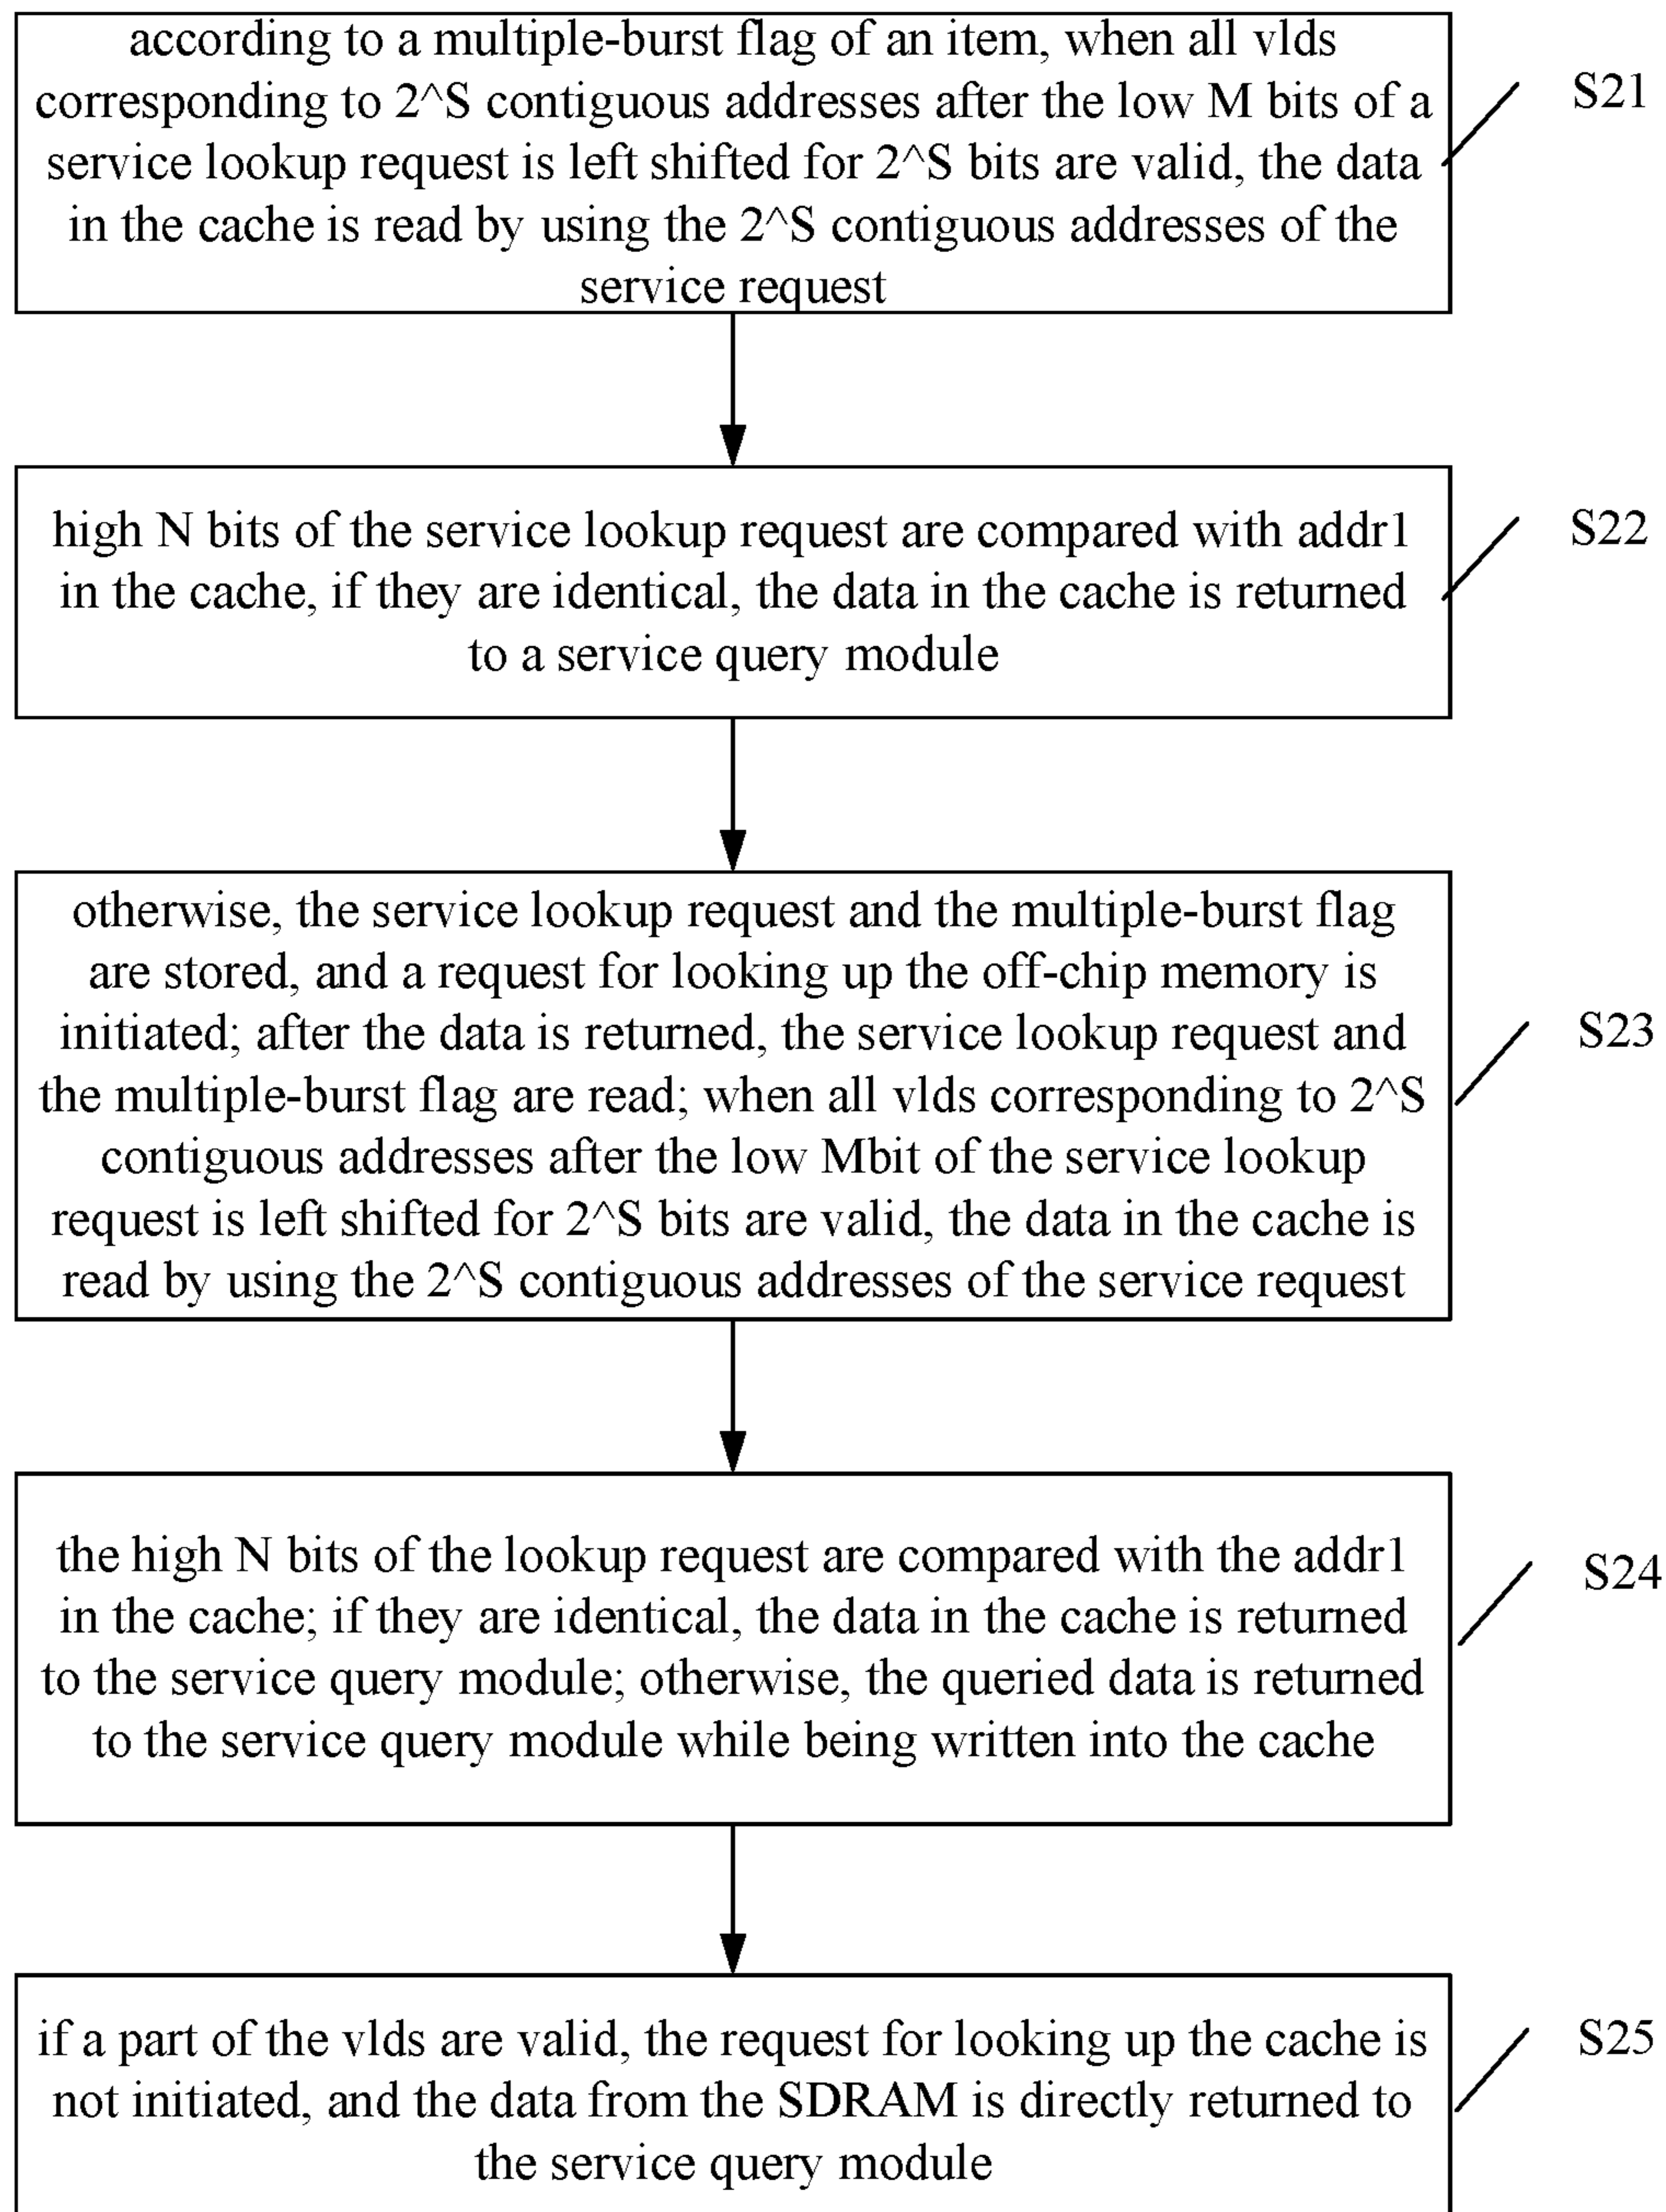 according to a multiple-burst flag of an item, when all vlds
corresponding to 2^S contiguous addresses after the low M bits of a
service lookup request is left shifted for 2^S bits are valid, the data
in the cache is read by using the 2^S contiguous addresses of the
service request
S21
high N bits of the service lookup request are compared with addr1
in the cache, if they are identical, the data in the cache is returned
to a service query module
S22
otherwise, the service lookup request and the multiple-burst flag
are stored, and a request for looking up the off-chip memory is
initiated; after the data is returned, the service lookup request and
the multiple-burst flag are read; when all vlds corresponding to 2^S
contiguous addresses after the low Mbit of the service lookup
request is left shifted for 2^S bits are valid, the data in the cache is
read by using the 2^S contiguous addresses of the service request
S23
the high N bits of the lookup request are compared with the addr1
in the cache; if they are identical, the data in the cache is returned
to the service query module; otherwise, the queried data is returned
to the service query module while being written into the cache
S24
if a part of the vlds are valid, the request for looking up the cache is
not initiated, and the data from the SDRAM is directly returned to
the service query module
S25